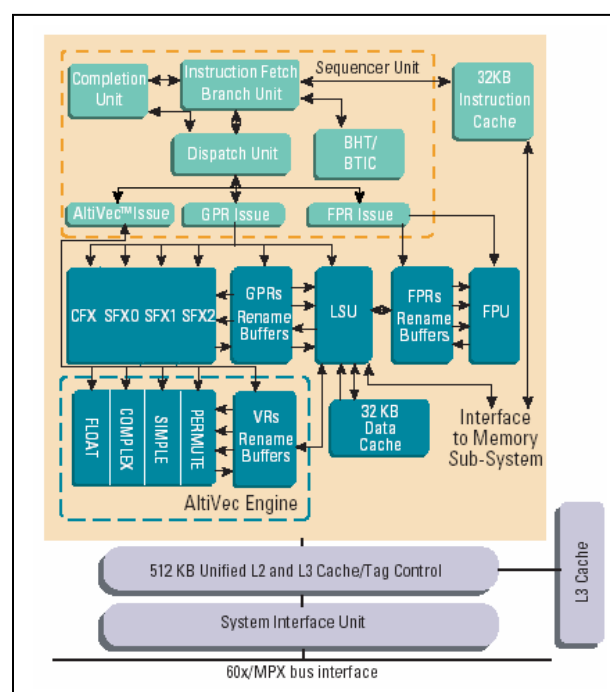 Completion
Unit
Instruction Fetch
Branch Unit
Sequencer Unit
32KB
Instruction
Cache
Dispatch Unit
BHT/
BTIC
AltiVec™Issue
GPR Issue
FPR Issue
CFX SFX0 SFX1 SFX2
GPRs
Rename
Buffers
LSU
FPRs
Rename
Buffers
FPU
FLOAT
COMPLEX
SIMPLE
PERMUTE
VRs
Rename
Buffers
32 KB
Data
Cache
Interface
to Memory
Sub-System
AltiVec Engine
512 KB Unified L2 and L3 Cache/Tag Control
L3 Cache
System Interface Unit
60x/MPX bus interface